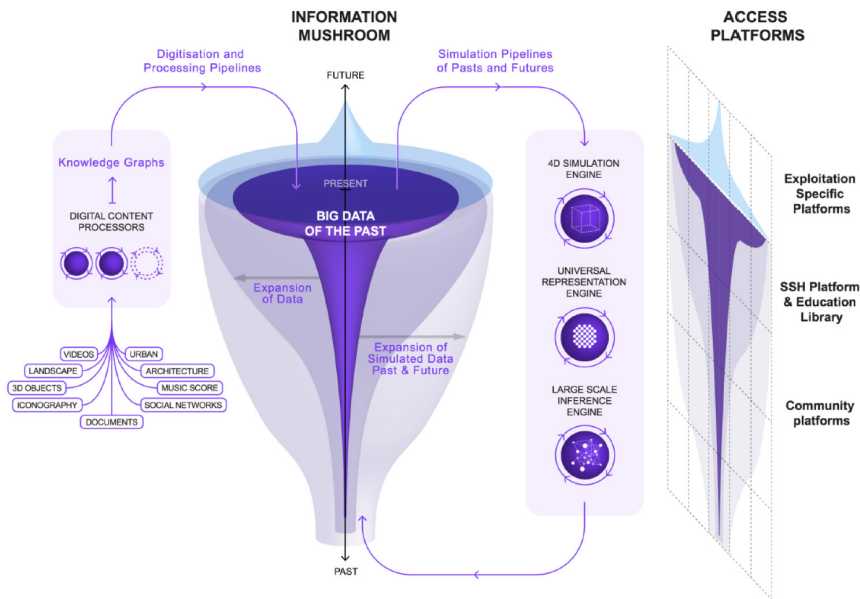 INFORMATION
MUSHROOM
ACCESS
PLATFORMS
Digitisation and
Processing Pipelines
Simulation Pipelines
of Pasts and Futures
FUTURE
Knowledge Graphs
DIGITAL CONTENT
PROCESSORS
VIDEOS
URBAN
LANDSCAPE
ARCHITECTURE
3D OBJECTS
MUSIC SCORE
ICONOGRAPHY
SOCIAL NETWORKS
DOCUMENTS
PRESENT
BIG DATA
OF THE PAST
Expansion
of Data
Expansion of
Simulated Data
Past & Future
PAST
4D SIMULATION
ENGINE
UNIVERSAL
REPRESENTATION
ENGINE
LARGE SCALE
INFERENCE
ENGINE
Exploitation
Specific
Platforms
SSH Platform
& Education
Library
Community
platforms